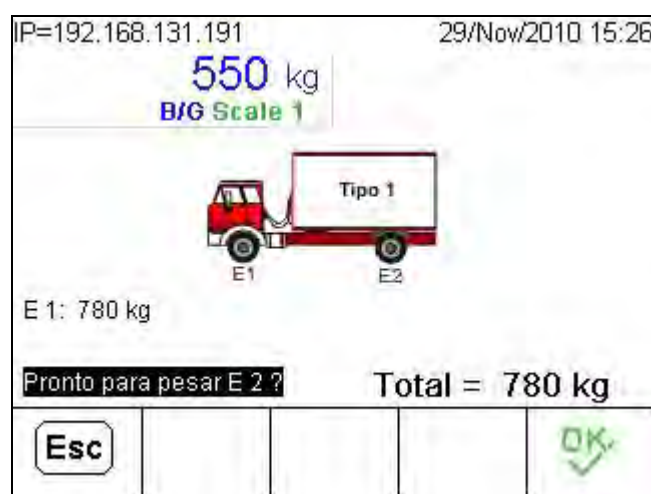 IP=192.168.131.191 29/Nov/2010 15:26
550 kg
B/G Scale 1
Tipo 1
E1 E2
E 1: 780 kg
Pronto para pesar E 2 ? Total = 780 kg
Esc OK